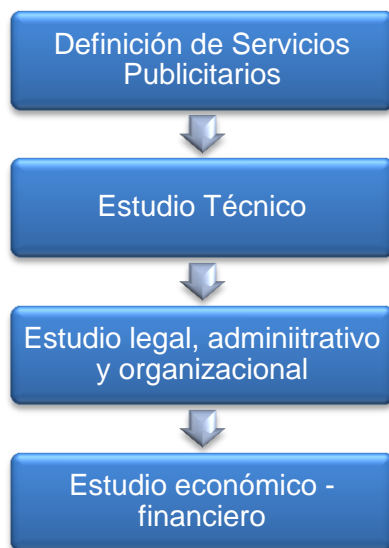 Definición de Servicios
Publicitarios
Estudio Técnico
Estudio legal, adminiitrativo
y organizacional
Estudio económico -
financiero